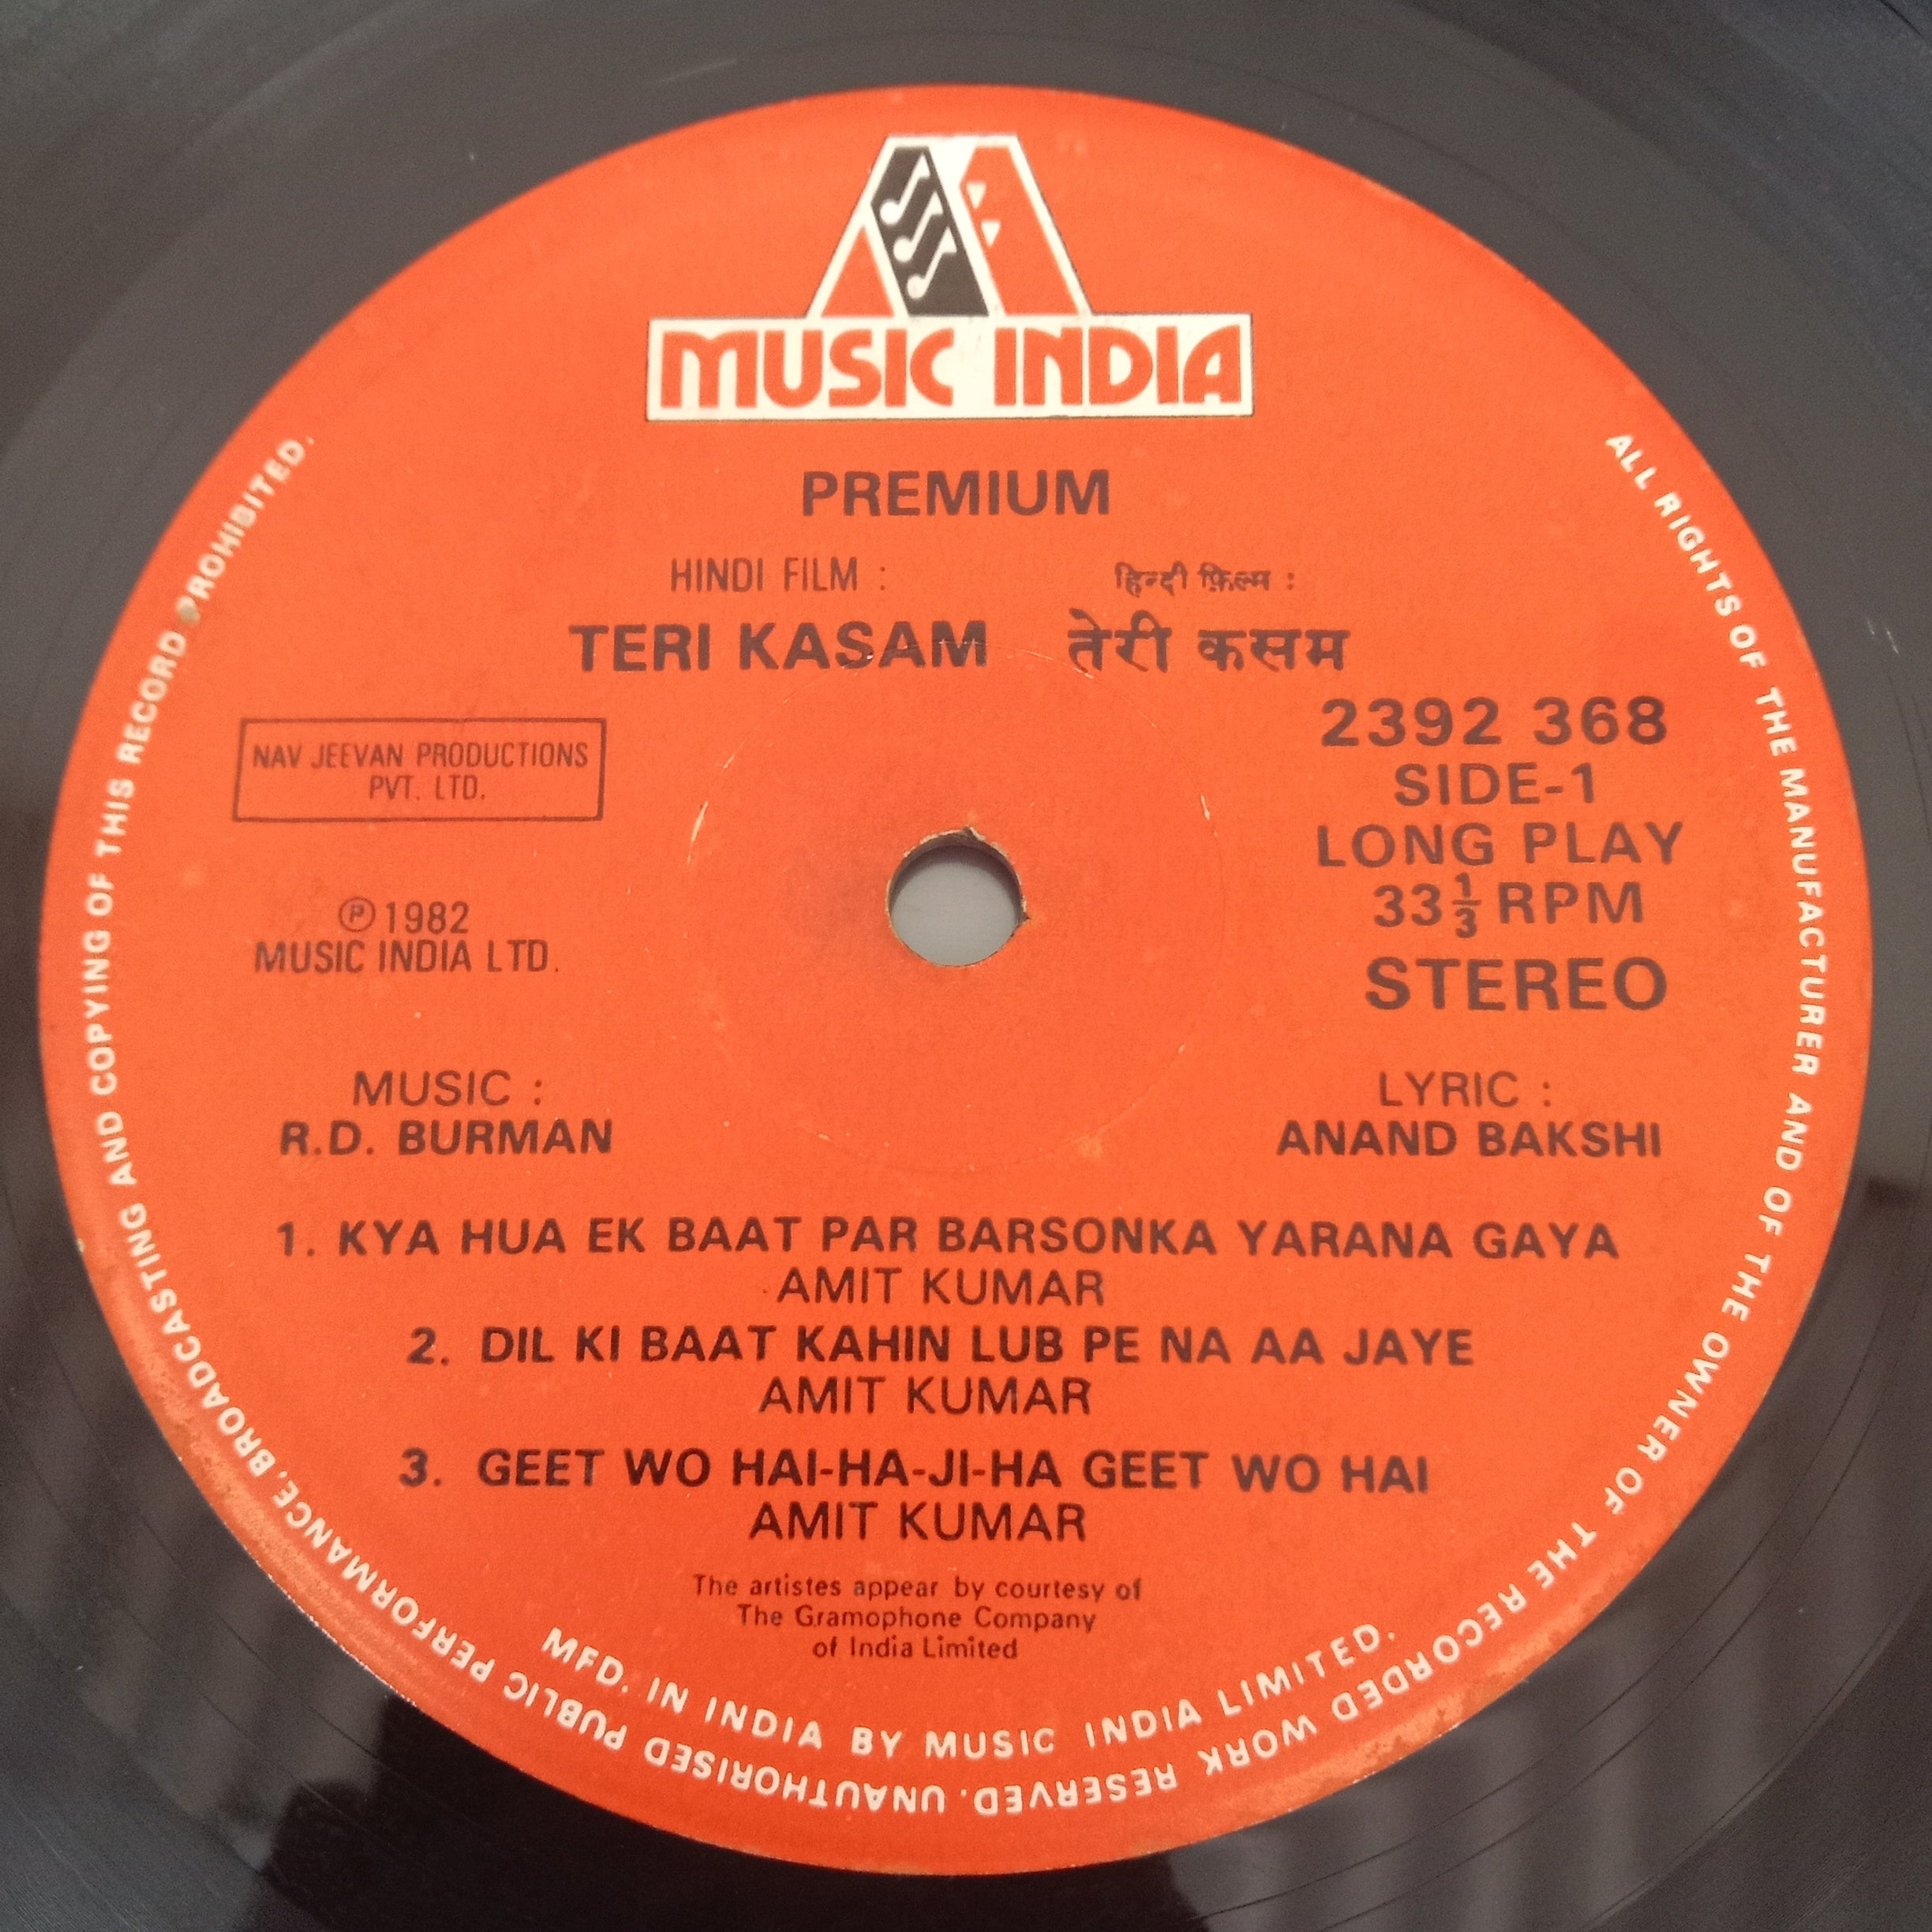 MUSIC INDIA
PREMIUM
HINDI FILM :
हिन्दी फ़िल्म :
TERI KASAM
तेरी कसम
NAV JEEVAN PRODUCTIONS
PVT. LTD.
2392 368
SIDE-1
LONG PLAY
33⅓ RPM
STEREO
Ⓟ1982
MUSIC INDIA LTD.
MUSIC :
R.D. BURMAN
LYRIC :
ANAND BAKSHI
1. KYA HUA EK BAAT PAR BARSONKA YARANA GAYA
AMIT KUMAR
2. DIL KI BAAT KAHIN LUB PE NA AA JAYE
AMIT KUMAR
3. GEET WO HAI-HA-JI-HA GEET WO HAI
AMIT KUMAR
The artistes appear by courtesy of
The Gramophone Company
of India Limited
MFD. IN INDIA BY MUSIC INDIA LIMITED.
ALL RIGHTS OF THE MANUFACTURER AND OF THE OWNER OF THE RECORDED WORK RESERVED. UNAUTHORISED PUBLIC PERFORMANCE, BROADCASTING AND COPYING OF THIS RECORD PROHIBITED.